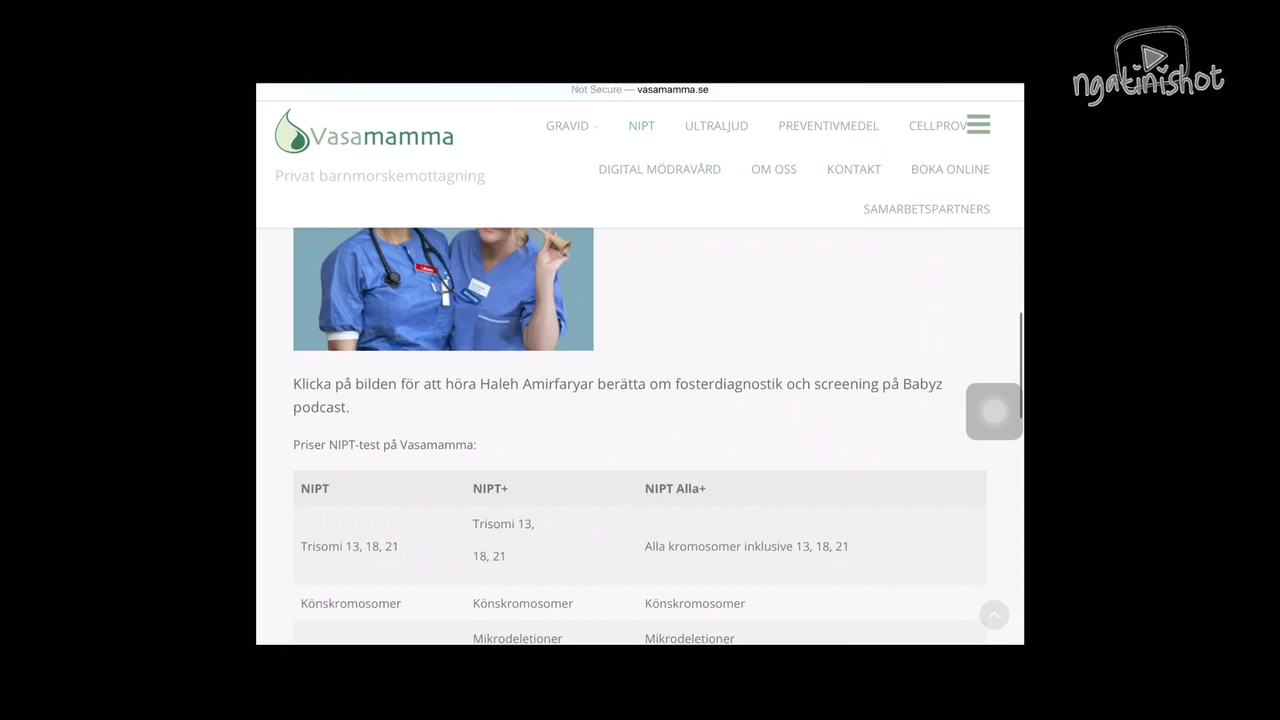 ngatinishot
Not Secure — vasamamma.se
Vasamamma
Privat barnmorskemottagning
GRAVID NIPT ULTRALJUD PREVENTIVMEDEL CELLPROV
DIGITAL MÖDRAVÅRD OM OSS KONTAKT BOKA ONLINE
SAMARBETSPARTNERS
Klicka på bilden för att höra Haleh Amirfaryar berätta om fosterdiagnostik och screening på Babyz
podcast.
Priser NIPT-test på Vasamamma:
NIPT NIPT+ NIPT Alla+
Trisomi 13,
Trisomi 13, 18, 21 Alla kromosomer inklusive 13, 18, 21
18, 21
Könskromosomer Könskromosomer Könskromosomer
Mikrodeletioner Mikrodeletioner